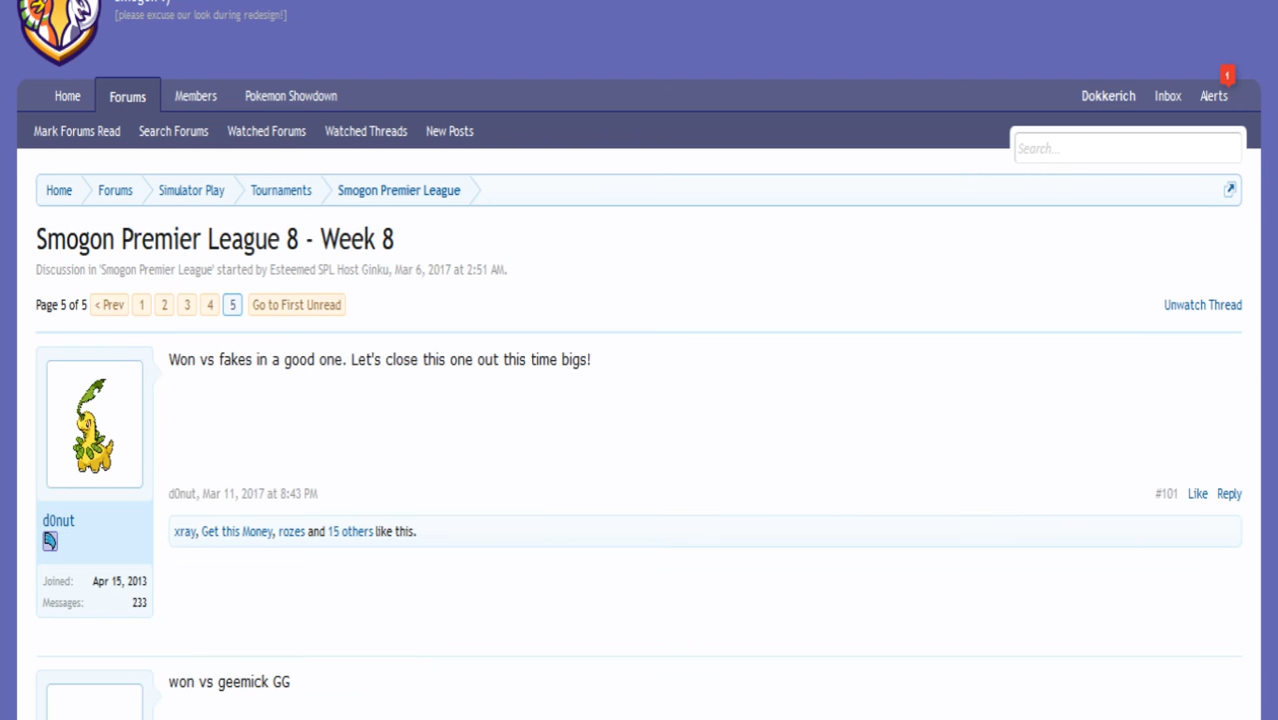 [please excuse our look during redesign!]
1
Home Forums Members Pokemon Showdown Dokkerich Inbox Alerts
Mark Forums Read Search Forums Watched Forums Watched Threads New Posts
Search...
Home Forums Simulator Play Tournaments Smogon Premier League
Smogon Premier League 8 - Week 8
Discussion in 'Smogon Premier League' started by Esteemed SPL Host Ginku, Mar 6, 2017 at 2:51 AM.
Page 5 of 5 < Prev 1 2 3 4 5 Go to First Unread Unwatch Thread
Won vs fakes in a good one. Let's close this one out this time bigs!
d0nut, Mar 11, 2017 at 8:43 PM #101 Like Reply
d0nut
xray, Get this Money, rozes and 15 others like this.
Joined: Apr 15, 2013
Messages: 233
won vs geemick GG